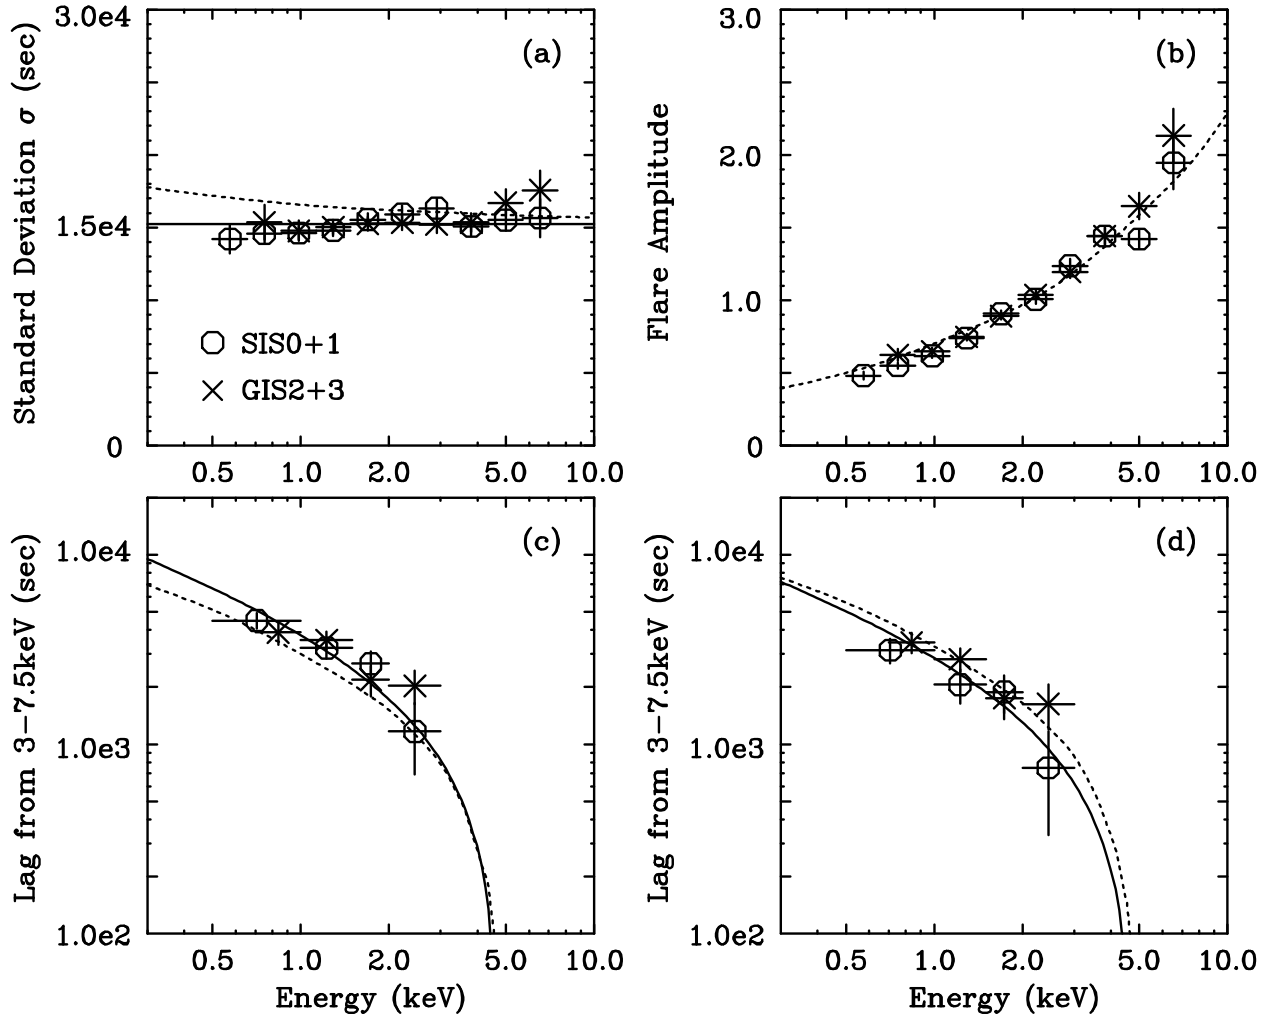 3.0e4
1.5e4
0
Standard Deviation σ (sec)
(a)
SIS0+1
GIS2+3
0.5 1.0 2.0 5.0 10.0
3.0
2.0
1.0
0
Flare Amplitude
(b)
0.5 1.0 2.0 5.0 10.0
1.0e4
1.0e3
1.0e2
Lag from 3−7.5keV (sec)
(c)
0.5 1.0 2.0 5.0 10.0
Energy (keV)
1.0e4
1.0e3
1.0e2
Lag from 3−7.5keV (sec)
(d)
0.5 1.0 2.0 5.0 10.0
Energy (keV)